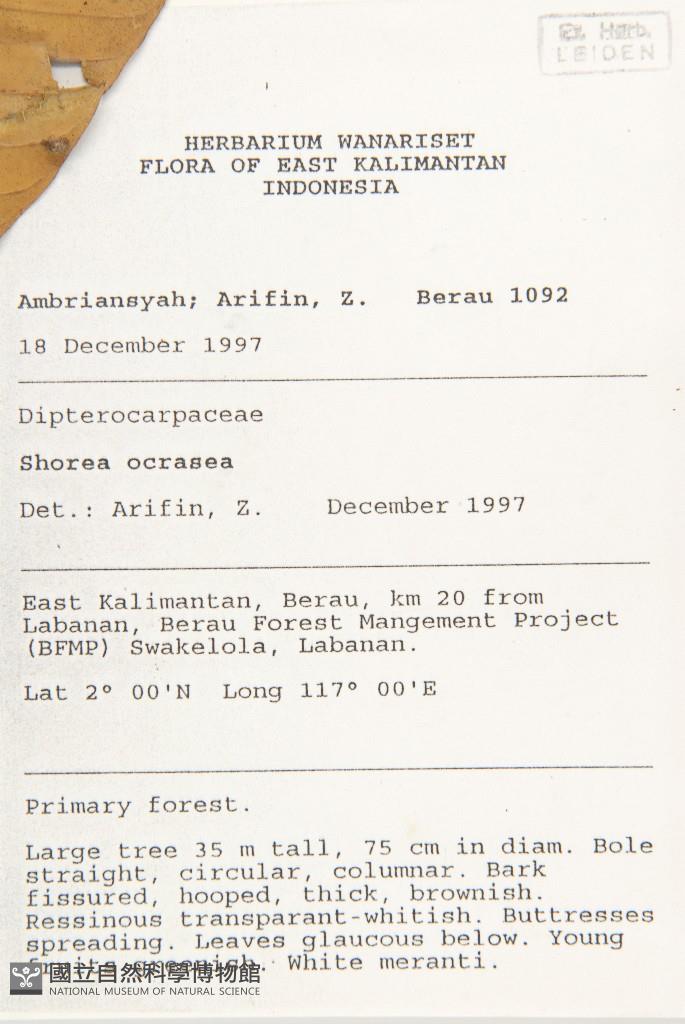 Ex. Herb.
LEIDEN
HERBARIUM WANARISET
FLORA OF EAST KALIMANTAN
INDONESIA
Ambriansyah; Arifin, Z. Berau 1092
18 December 1997
Dipterocarpaceae
Shorea ocrasea
Det.: Arifin, Z. December 1997
East Kalimantan, Berau, km 20 from
Labanan, Berau Forest Mangement Project
(BFMP) Swakelola, Labanan.
Lat 2° 00'N Long 117° 00'E
Primary forest.
Large tree 35 m tall, 75 cm in diam. Bole
straight, circular, columnar. Bark
fissured, hooped, thick, brownish.
Ressinous transparant-whitish. Buttresses
spreading. Leaves glaucous below. Young
fruits greenish. White meranti.
國立自然科學博物館
NATIONAL MUSEUM OF NATURAL SCIENCE